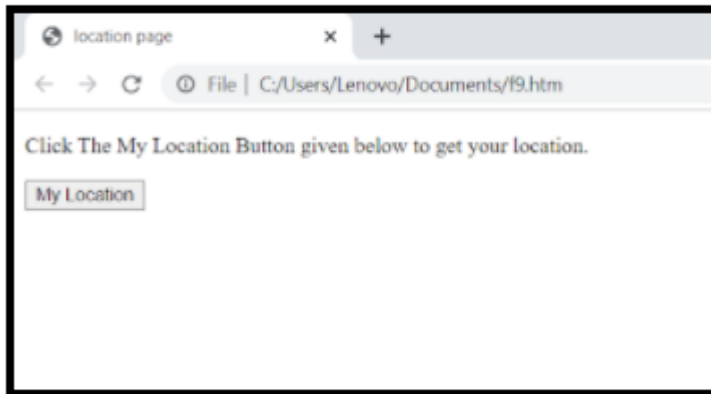 location page
File | C:/Users/Lenovo/Documents/f9.htm
Click The My Location Button given below to get your location.
My Location